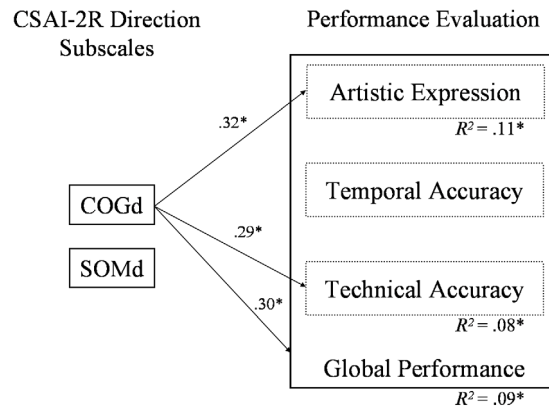 CSAI-2R Direction
Subscales
Performance Evaluation
Artistic Expression
.32*
R² = .11*
COGd
Temporal Accuracy
.29*
SOMd
Technical Accuracy
.30*
R² = .08*
Global Performance
R² = .09*